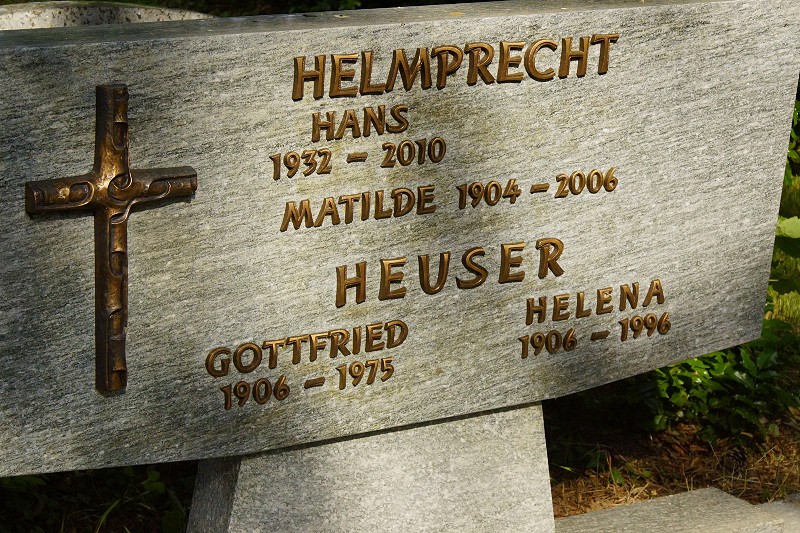 HELMPRECHT
HANS
1932 – 2010
MATILDE 1904 – 2006
HEUSER
GOTTFRIED
1906 – 1975
HELENA
1906 – 1996